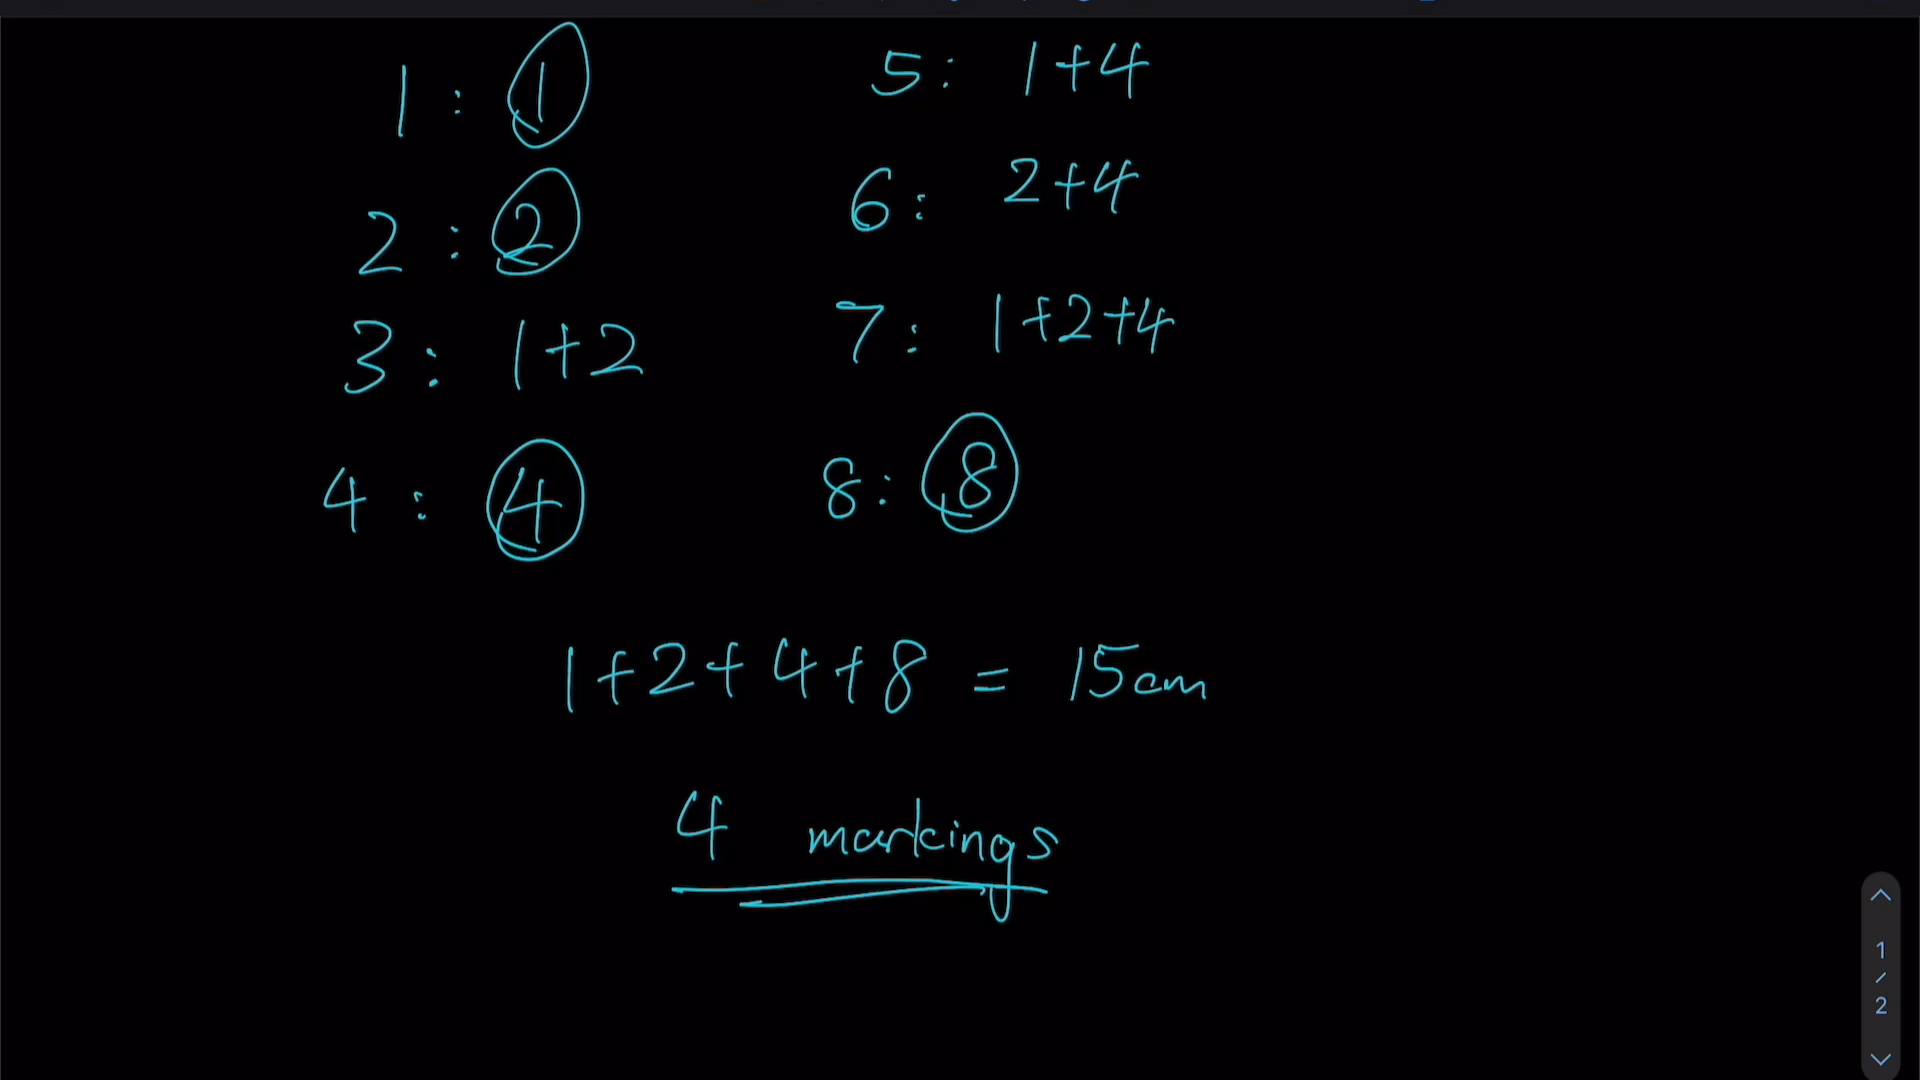 1 : 1
2 : 2
3 : 1+2
4 : 4
5 : 1+4
6 : 2+4
7 : 1+2+4
8 : 8
1+2+4+8 = 15cm
4 markings
1
/
2